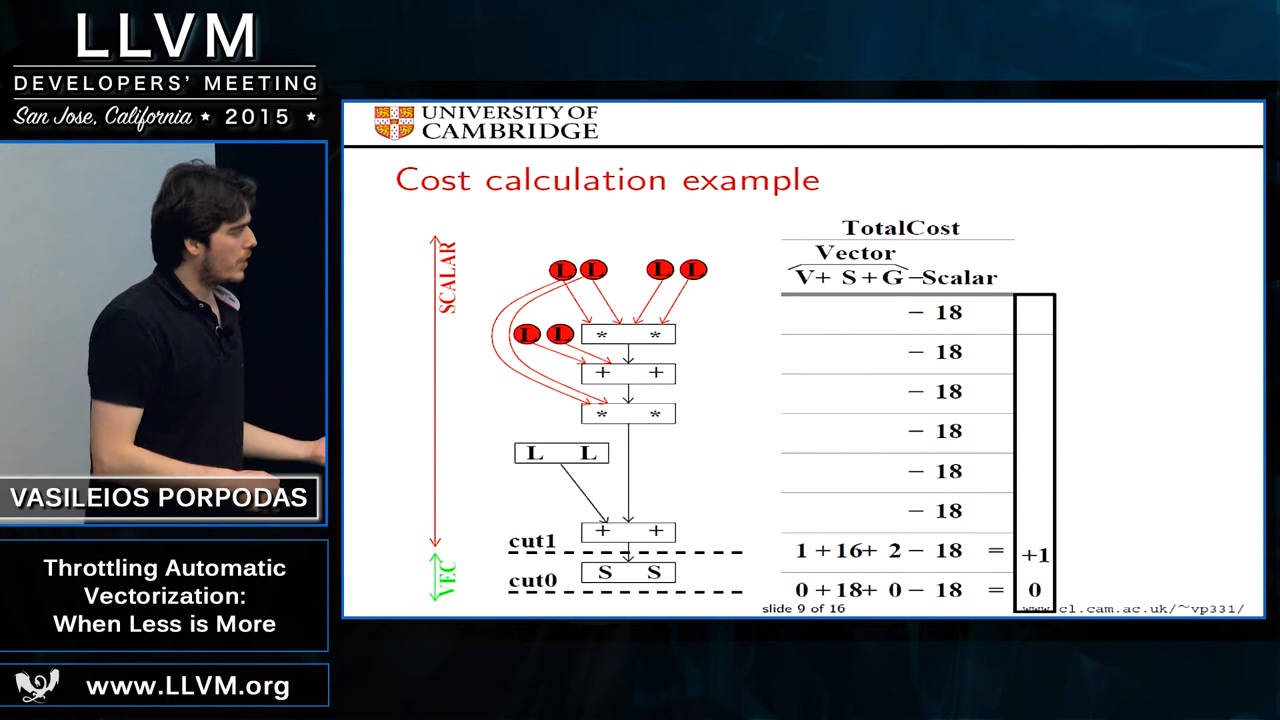 LLVM
DEVELOPERS' MEETING
San Jose, California ★ 2015 ★
VASILEIOS PORPODAS
Throttling Automatic
Vectorization:
When Less is More
www.LLVM.org
UNIVERSITY OF
CAMBRIDGE
Cost calculation example
SCALAR
VEC
L L L L
L L * *
+ +
* *
L L
+ +
cut1
S S
cut0
TotalCost
Vector
V+ S+G−Scalar
− 18
− 18
− 18
− 18
− 18
− 18
1 +16+ 2 − 18 = +1
0 +18+ 0 − 18 = 0
slide 9 of 16
www.cl.cam.ac.uk/~vp331/